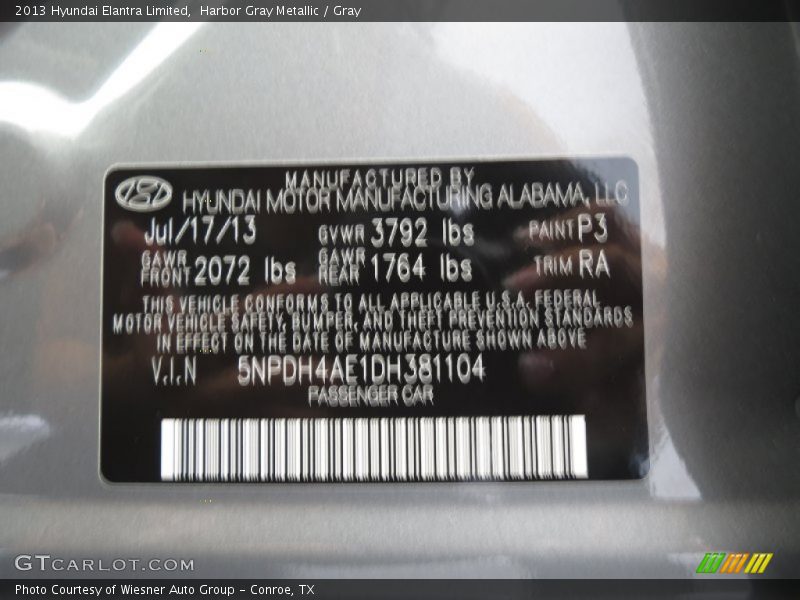 2013 Hyundai Elantra Limited, Harbor Gray Metallic / Gray
MANUFACTURED BY
HYUNDAI MOTOR MANUFACTURING ALABAMA, LLC
Jul/17/13 GVWR 3792 lbs PAINT P3
GAWR FRONT 2072 lbs GAWR REAR 1764 lbs TRIM RA
THIS VEHICLE CONFORMS TO ALL APPLICABLE U.S.A. FEDERAL
MOTOR VEHICLE SAFETY, BUMPER, AND THEFT PREVENTION STANDARDS
IN EFFECT ON THE DATE OF MANUFACTURE SHOWN ABOVE
V.I.N 5NPDH4AE1DH381104
PASSENGER CAR
GTCARLOT.COM
Photo Courtesy of Wiesner Auto Group - Conroe, TX